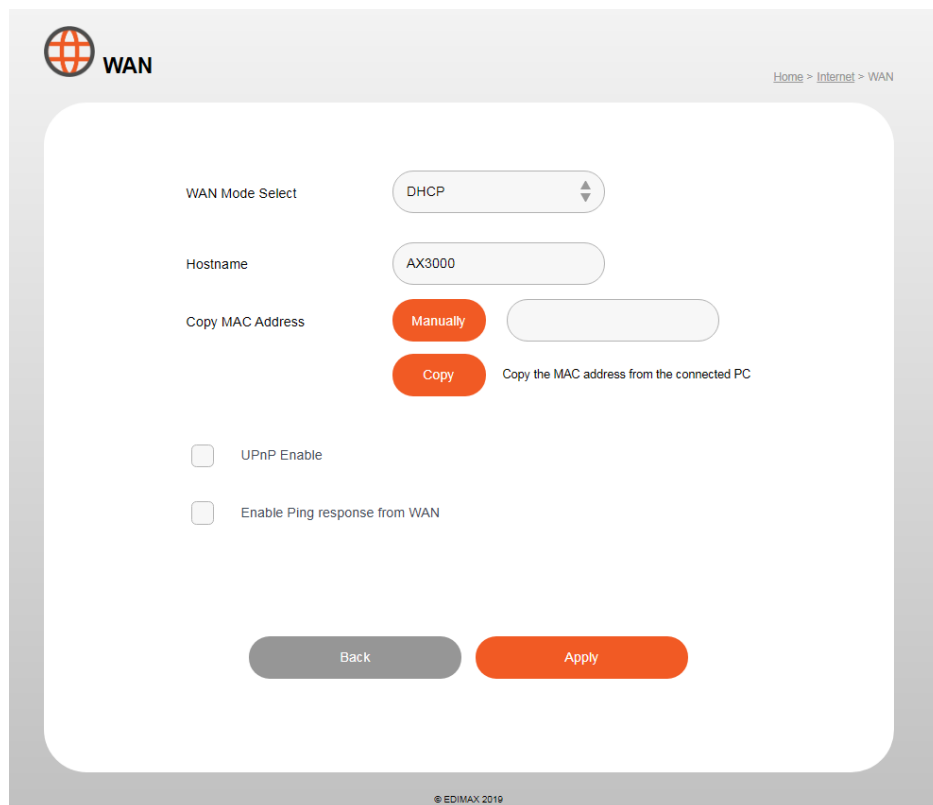 WAN
Home > Internet > WAN
WAN Mode Select
DHCP
Hostname
AX3000
Copy MAC Address
Manually
Copy
Copy the MAC address from the connected PC
UPnP Enable
Enable Ping response from WAN
Back
Apply
© EDIMAX 2019